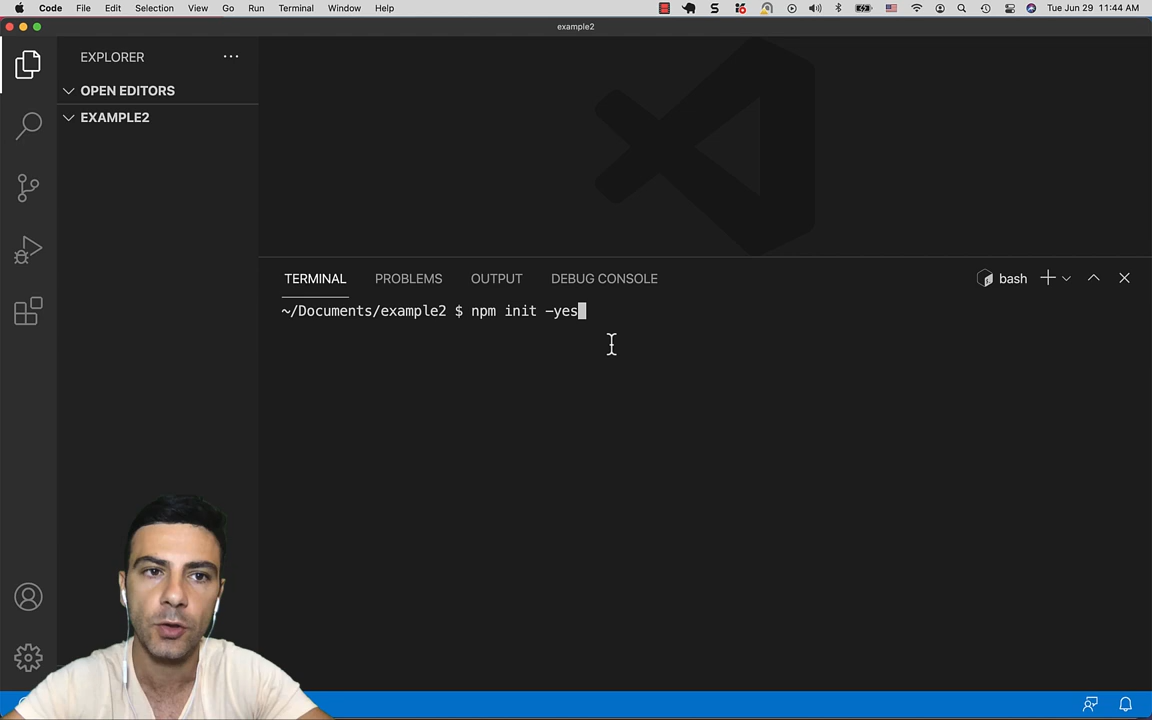 Code File Edit Selection View Go Run Terminal Window Help Tue Jun 29 11:44 AM
example2
EXPLORER
OPEN EDITORS
EXAMPLE2
TERMINAL PROBLEMS OUTPUT DEBUG CONSOLE bash
~/Documents/example2 $ npm init -yes